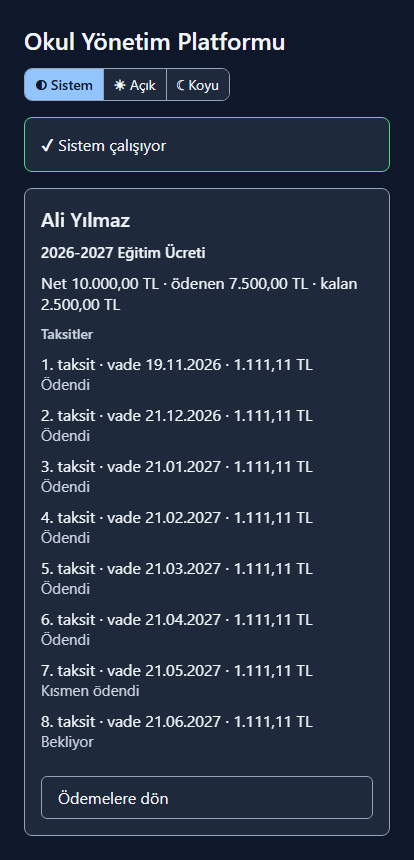 Okul Yönetim Platformu
Sistem
Açık
Koyu
✓ Sistem çalışıyor
Ali Yılmaz
2026-2027 Eğitim Ücreti
Net 10.000,00 TL · ödenen 7.500,00 TL · kalan
2.500,00 TL
Taksitler
1. taksit · vade 19.11.2026 · 1.111,11 TL
Ödendi
2. taksit · vade 21.12.2026 · 1.111,11 TL
Ödendi
3. taksit · vade 21.01.2027 · 1.111,11 TL
Ödendi
4. taksit · vade 21.02.2027 · 1.111,11 TL
Ödendi
5. taksit · vade 21.03.2027 · 1.111,11 TL
Ödendi
6. taksit · vade 21.04.2027 · 1.111,11 TL
Ödendi
7. taksit · vade 21.05.2027 · 1.111,11 TL
Kısmen ödendi
8. taksit · vade 21.06.2027 · 1.111,11 TL
Bekliyor
Ödemelere dön